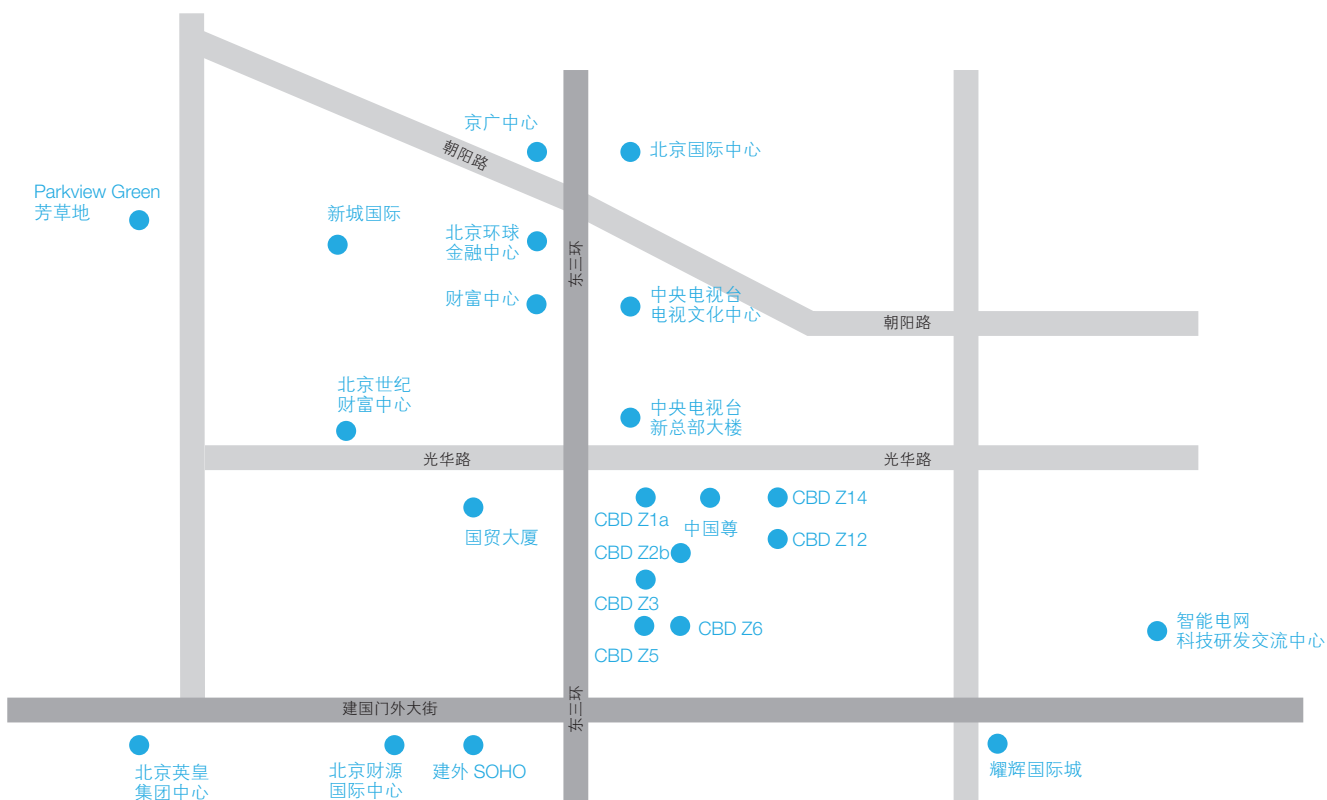 京广中心
朝阳路
北京国际中心
Parkview Green
芳草地
新城国际
北京环球
金融中心
东三环
财富中心
中央电视台
电视文化中心
朝阳路
北京世纪
财富中心
中央电视台
新总部大楼
光华路
光华路
国贸大厦
CBD Z1a
中国尊
CBD Z14
CBD Z2b
CBD Z12
CBD Z3
CBD Z6
CBD Z5
智能电网
科技研发交流中心
建国门外大街
东三环
北京英皇
集团中心
北京财源
国际中心
建外 SOHO
耀辉国际城